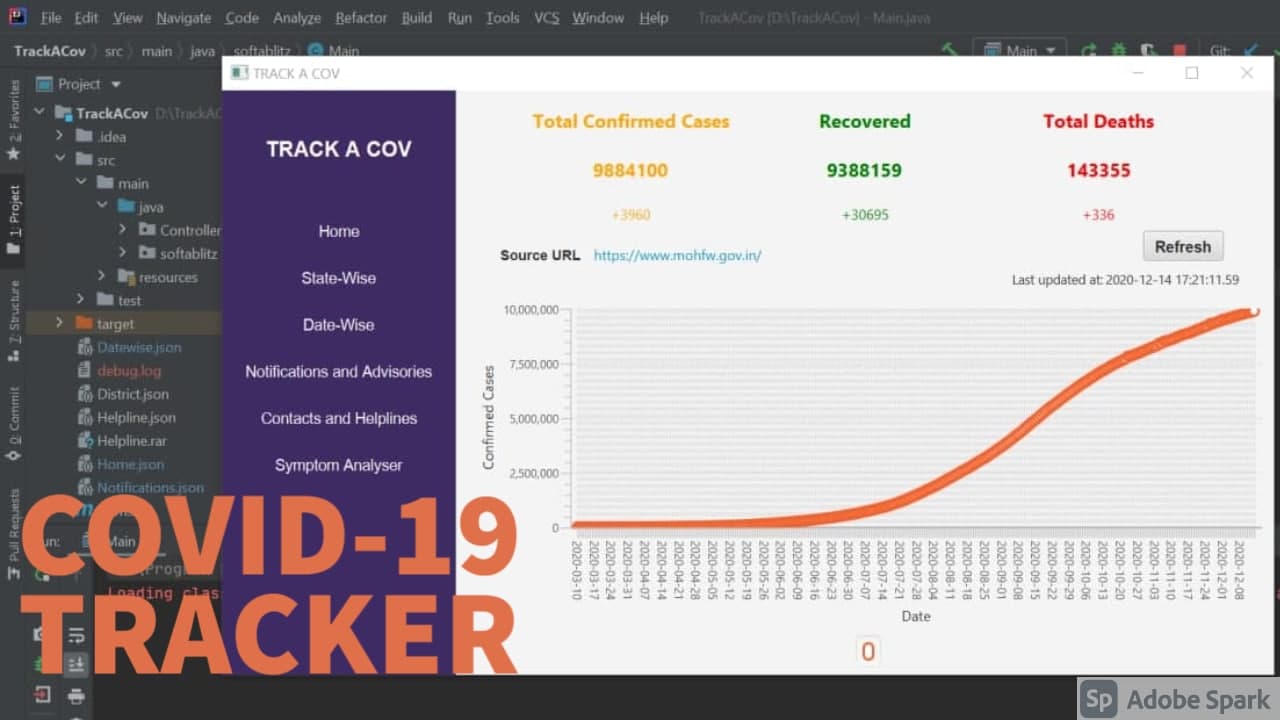 File Edit View Navigate Code Analyze Refactor Build Run Tools VCS Window Help TrackACov [D:\TrackACov] - Main.java
TrackACov src main java softablitz Main
Main Git:
TRACK A COV
Project
TrackACov D:\TrackAC
.idea
src
main
java
Controller
softablitz
resources
test
target
Datewise.json
debug.log
District.json
Helpline.json
Helpline.rar
Home.json
Notifications.json
2: Favorites
1: Project
7: Structure
0: Commit
Pull Requests
TRACK A COV
Home
State-Wise
Date-Wise
Notifications and Advisories
Contacts and Helplines
Symptom Analyser
Total Confirmed Cases Recovered Total Deaths
9884100 9388159 143355
+3960 +30695 +336
Source URL https://www.mohfw.gov.in/
Refresh
Last updated at: 2020-12-14 17:21:11.59
Confirmed Cases
10,000,000
7,500,000
5,000,000
2,500,000
0
2020-03-10 2020-03-17 2020-03-24 2020-03-31 2020-04-07 2020-04-14 2020-04-21 2020-04-28 2020-05-05 2020-05-12 2020-05-19 2020-05-26 2020-06-02 2020-06-09 2020-06-16 2020-06-23 2020-06-30 2020-07-07 2020-07-14 2020-07-21 2020-07-28 2020-08-04 2020-08-11 2020-08-18 2020-08-25 2020-09-01 2020-09-08 2020-09-15 2020-09-22 2020-09-29 2020-10-06 2020-10-13 2020-10-20 2020-10-27 2020-11-03 2020-11-10 2020-11-17 2020-11-24 2020-12-01 2020-12-08
Date
0
Main
Loading clas
COVID-19
TRACKER
Sp Adobe Spark